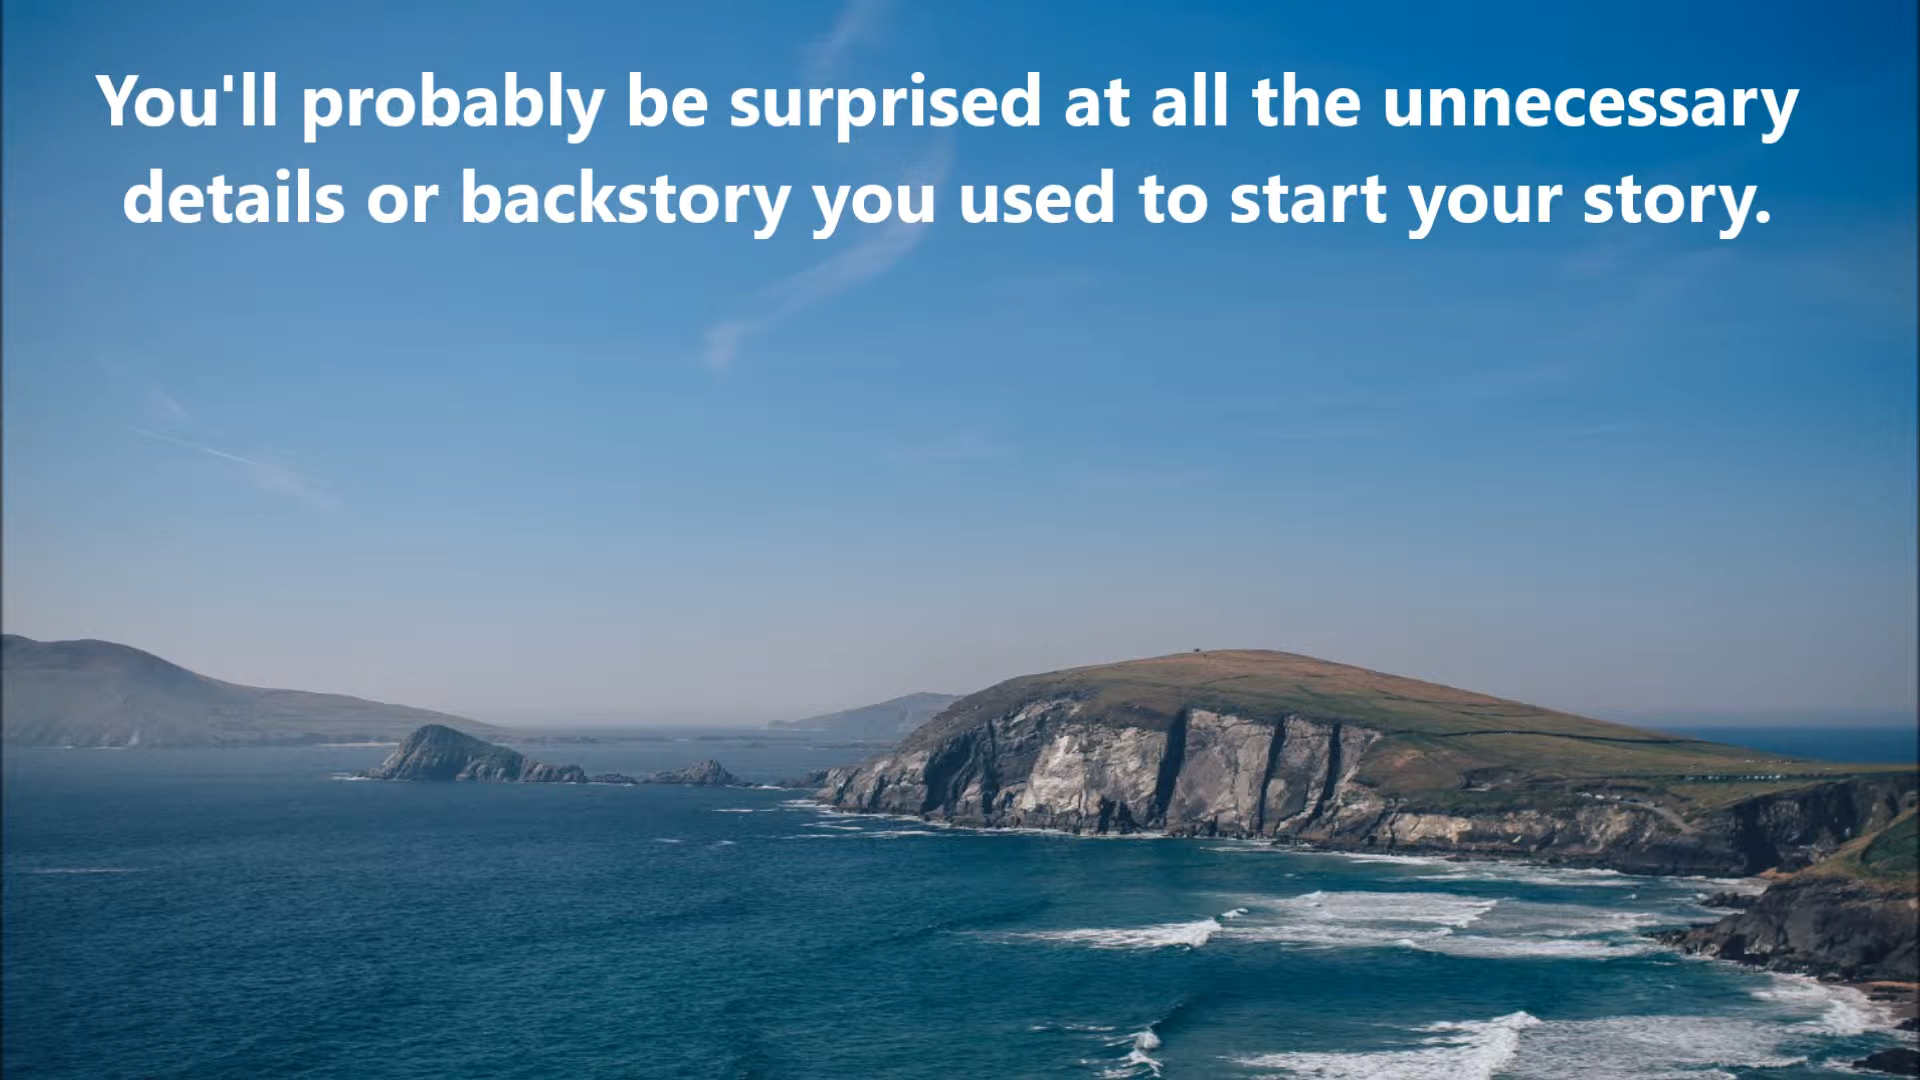 You'll probably be surprised at all the unnecessary
details or backstory you used to start your story.